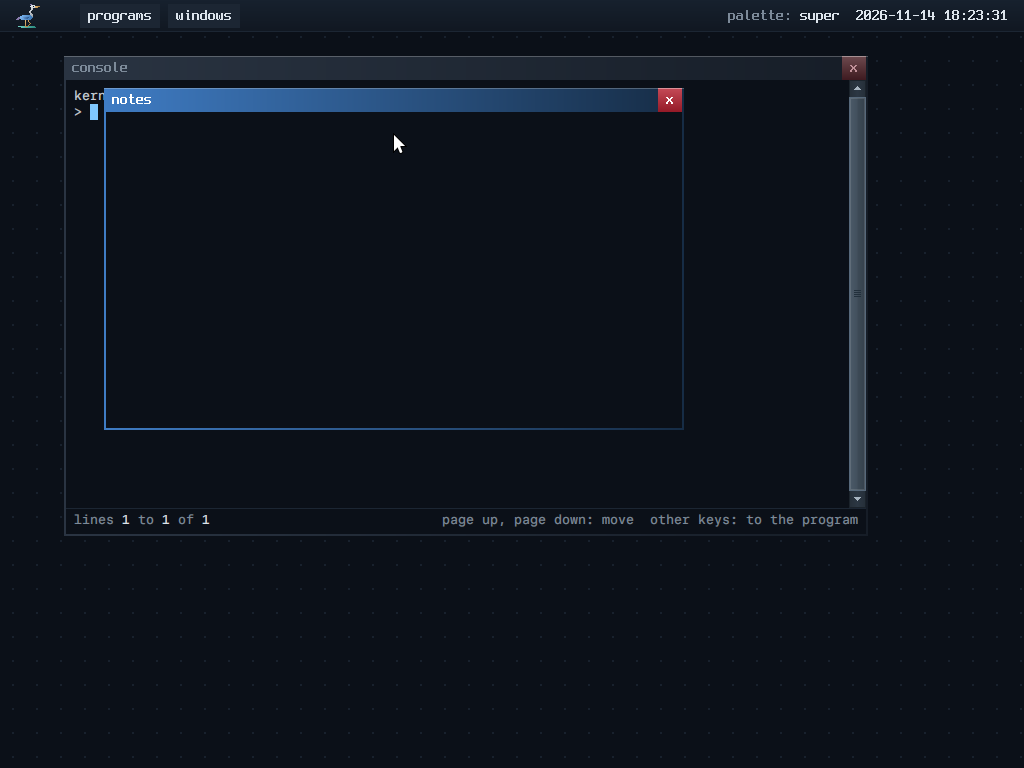 programs windows palette: super 2026-11-14 18:23:31
console x
kern
notes x
>
lines 1 to 1 of 1 page up, page down: move other keys: to the program